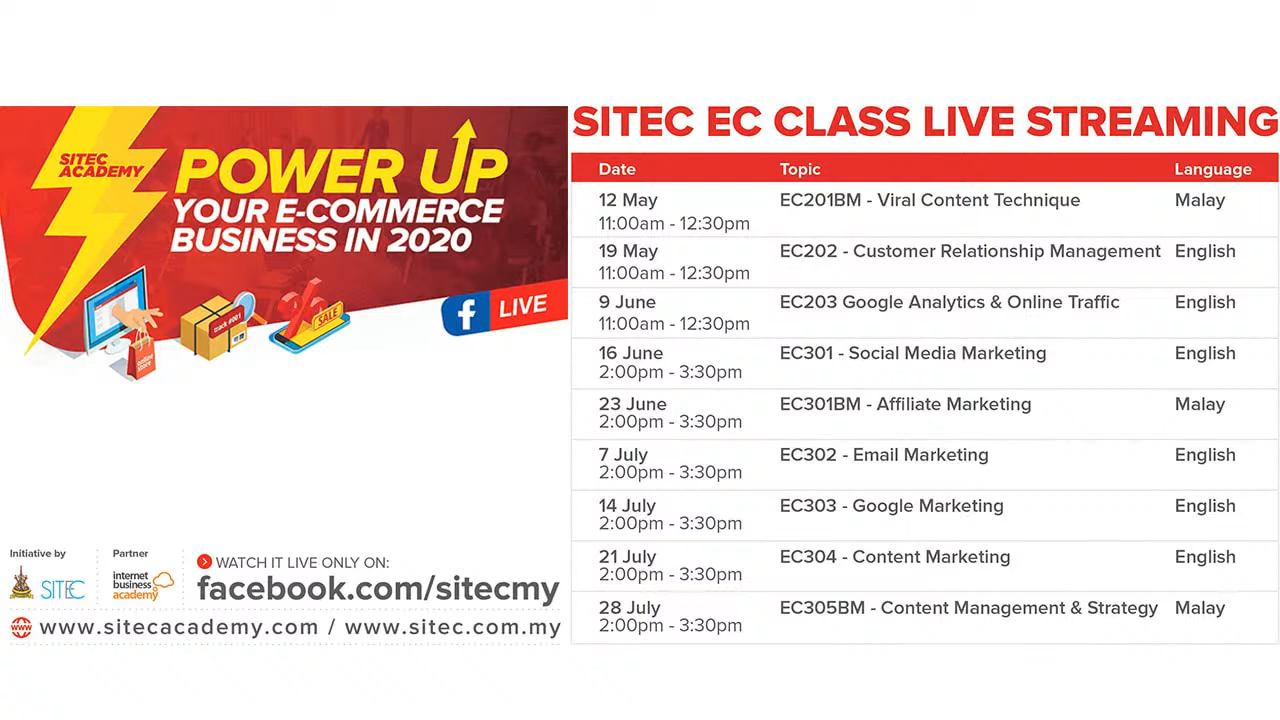 SITEC
ACADEMY
POWER UP
YOUR E-COMMERCE
BUSINESS IN 2020
track #001
SALE
online
store
f LIVE
Initiative by
SITEC
Partner
internet
business
academy
WATCH IT LIVE ONLY ON:
facebook.com/sitecmy
www.sitecacademy.com / www.sitec.com.my
SITEC EC CLASS LIVE STREAMING
Date Topic Language
12 May EC201BM - Viral Content Technique Malay
11:00am - 12:30pm
19 May EC202 - Customer Relationship Management English
11:00am - 12:30pm
9 June EC203 Google Analytics & Online Traffic English
11:00am - 12:30pm
16 June EC301 - Social Media Marketing English
2:00pm - 3:30pm
23 June EC301BM - Affiliate Marketing Malay
2:00pm - 3:30pm
7 July EC302 - Email Marketing English
2:00pm - 3:30pm
14 July EC303 - Google Marketing English
2:00pm - 3:30pm
21 July EC304 - Content Marketing English
2:00pm - 3:30pm
28 July EC305BM - Content Management & Strategy Malay
2:00pm - 3:30pm